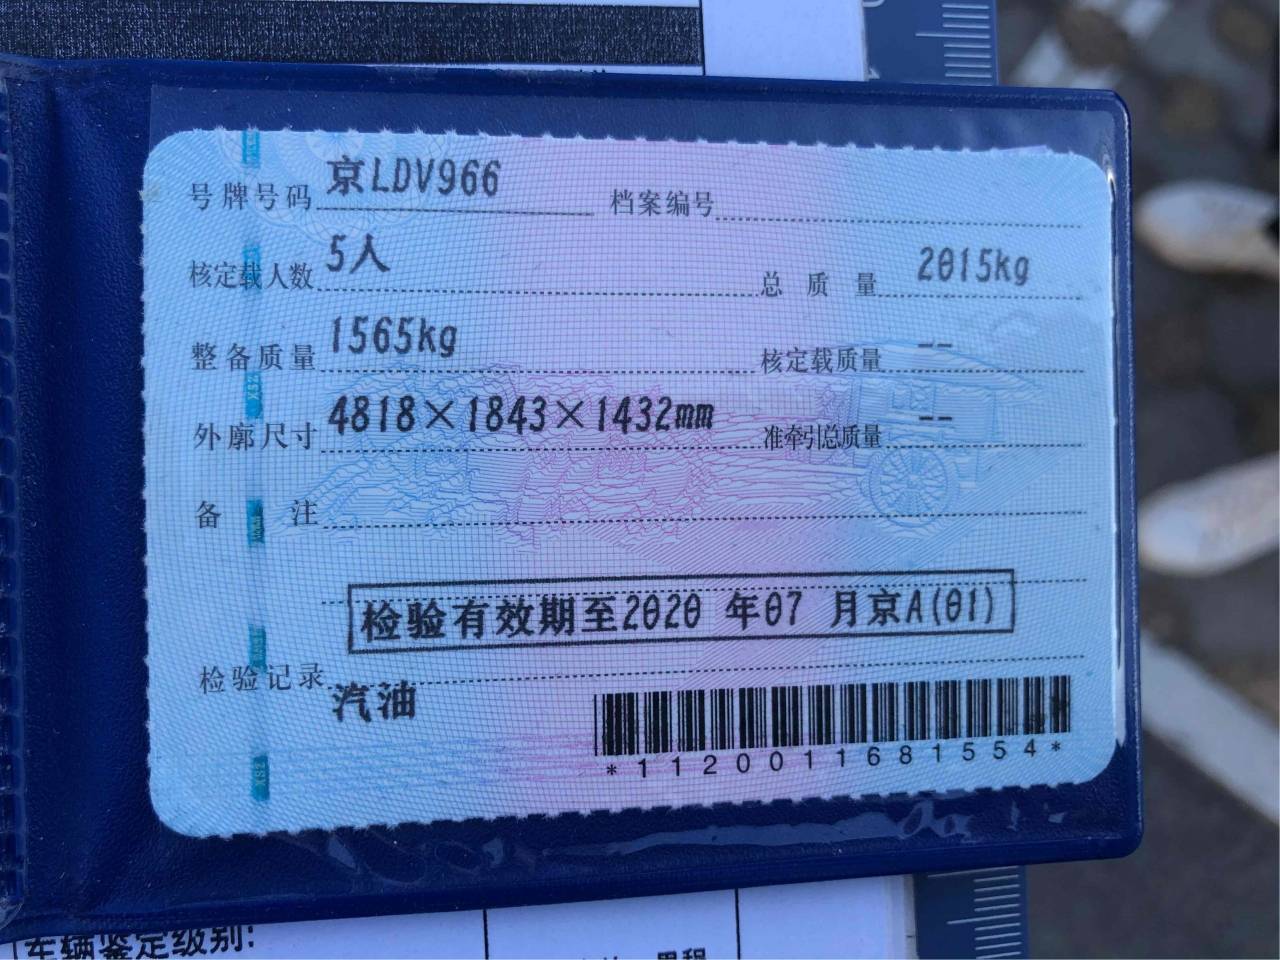 号牌号码 京LDV966 档案编号
核定载人数 5人 总质量 2015kg
整备质量 1565kg 核定载质量 --
外廓尺寸 4818×1843×1432mm 准牵引总质量 --
备注
检验有效期至2020 年07 月京A(01)
检验记录
汽油
*1120011681554*
车辆鉴定级别: